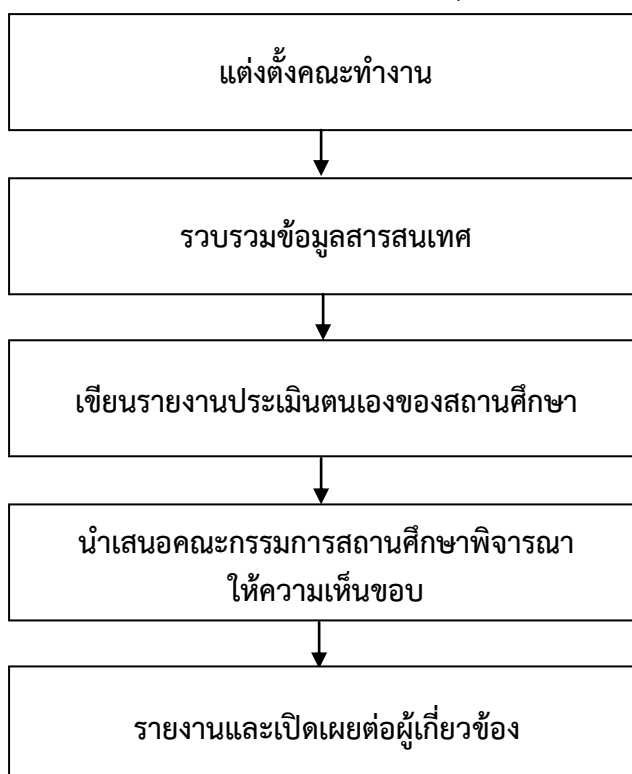 แต่งตั้งคณะทำงาน
รวบรวมข้อมูลสารสนเทศ
เขียนรายงานประเมินตนเองของสถานศึกษา
นำเสนอคณะกรรมการสถานศึกษาพิจารณา
ให้ความเห็นขอบ
รายงานและเปิดเผยต่อผู้เกี่ยวข้อง